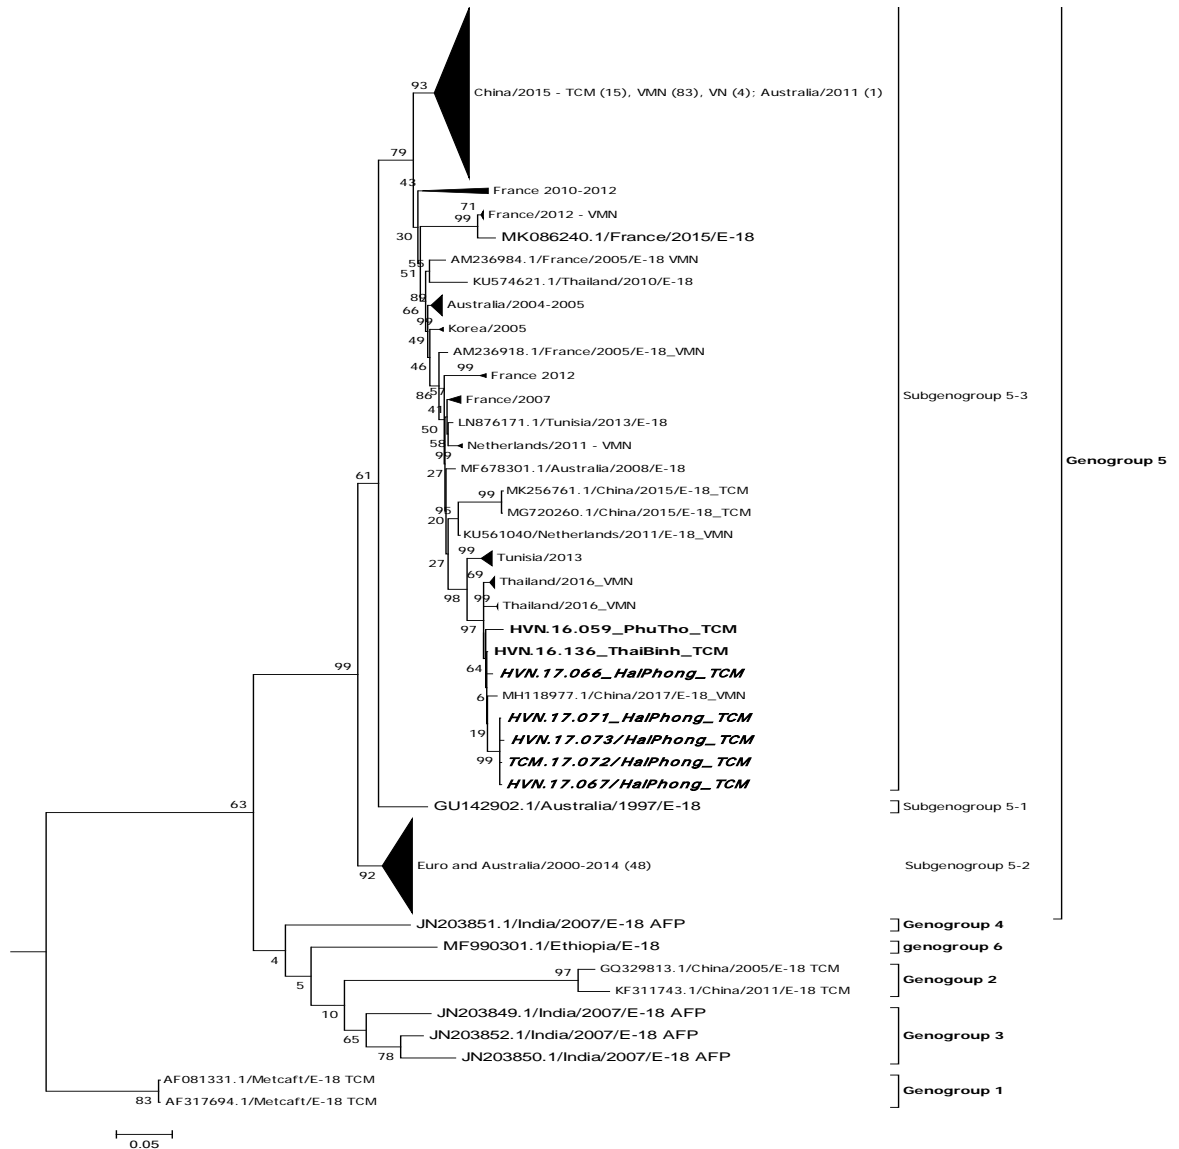 93
China/2015 - TCM (15), VMN (83), VN (4); Australia/2011 (1)
79
43
France 2010-2012
71
France/2012 - VMN
99
30
MK086240.1/France/2015/E-18
55
AM236984.1/France/2005/E-18 VMN
51
KU574621.1/Thailand/2010/E-18
89
Australia/2004-2005
66
99
Korea/2005
49
AM236918.1/France/2005/E-18_VMN
46
99
France 2012
Subgenogroup 5-3
57
86
France/2007
41
LN876171.1/Tunisia/2013/E-18
50
58
Netherlands/2011 - VMN
99
Genogroup 5
27
MF678301.1/Australia/2008/E-18
61
99
MK256761.1/China/2015/E-18_TCM
95
MG720260.1/China/2015/E-18_TCM
20
KU561040/Netherlands/2011/E-18_VMN
99
Tunisia/2013
27
69
Thailand/2016_VMN
98
99
Thailand/2016_VMN
97
HVN.16.059_PhuTho_TCM
HVN.16.136_ThaiBinh_TCM
64
HVN.17.066_HaiPhong_TCM
99
6
MH118977.1/China/2017/E-18_VMN
HVN.17.071_HaiPhong_TCM
19
HVN.17.073/HaiPhong_TCM
99
TCM.17.072/HaiPhong_TCM
HVN.17.067/HaiPhong_TCM
63
GU142902.1/Australia/1997/E-18
Subgenogroup 5-1
92
Euro and Australia/2000-2014 (48)
Subgenogroup 5-2
JN203851.1/India/2007/E-18 AFP
Genogroup 4
4
MF990301.1/Ethiopia/E-18
genogroup 6
5
97
GQ329813.1/China/2005/E-18 TCM
Genogoup 2
KF311743.1/China/2011/E-18 TCM
10
JN203849.1/India/2007/E-18 AFP
65
JN203852.1/India/2007/E-18 AFP
Genogroup 3
78
JN203850.1/India/2007/E-18 AFP
AF081331.1/Metcaft/E-18 TCM
Genogroup 1
83
AF317694.1/Metcaft/E-18 TCM
0.05